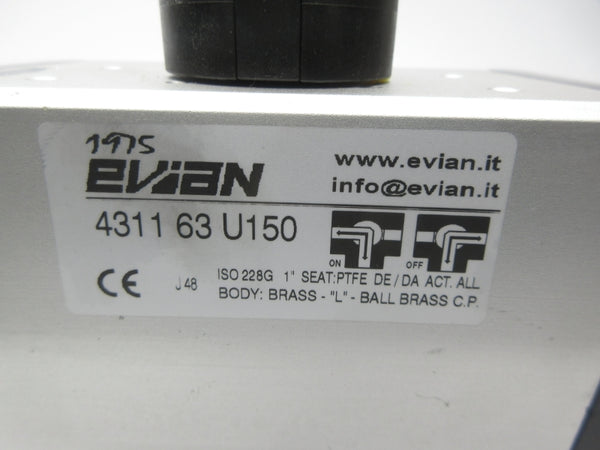 1975
evian
www.evian.it
info@evian.it
4311 63 U150
ON
OFF
CE
J 48
ISO 228G 1" SEAT:PTFE DE/DA ACT. ALL
BODY: BRASS - "L" - BALL BRASS C.P.